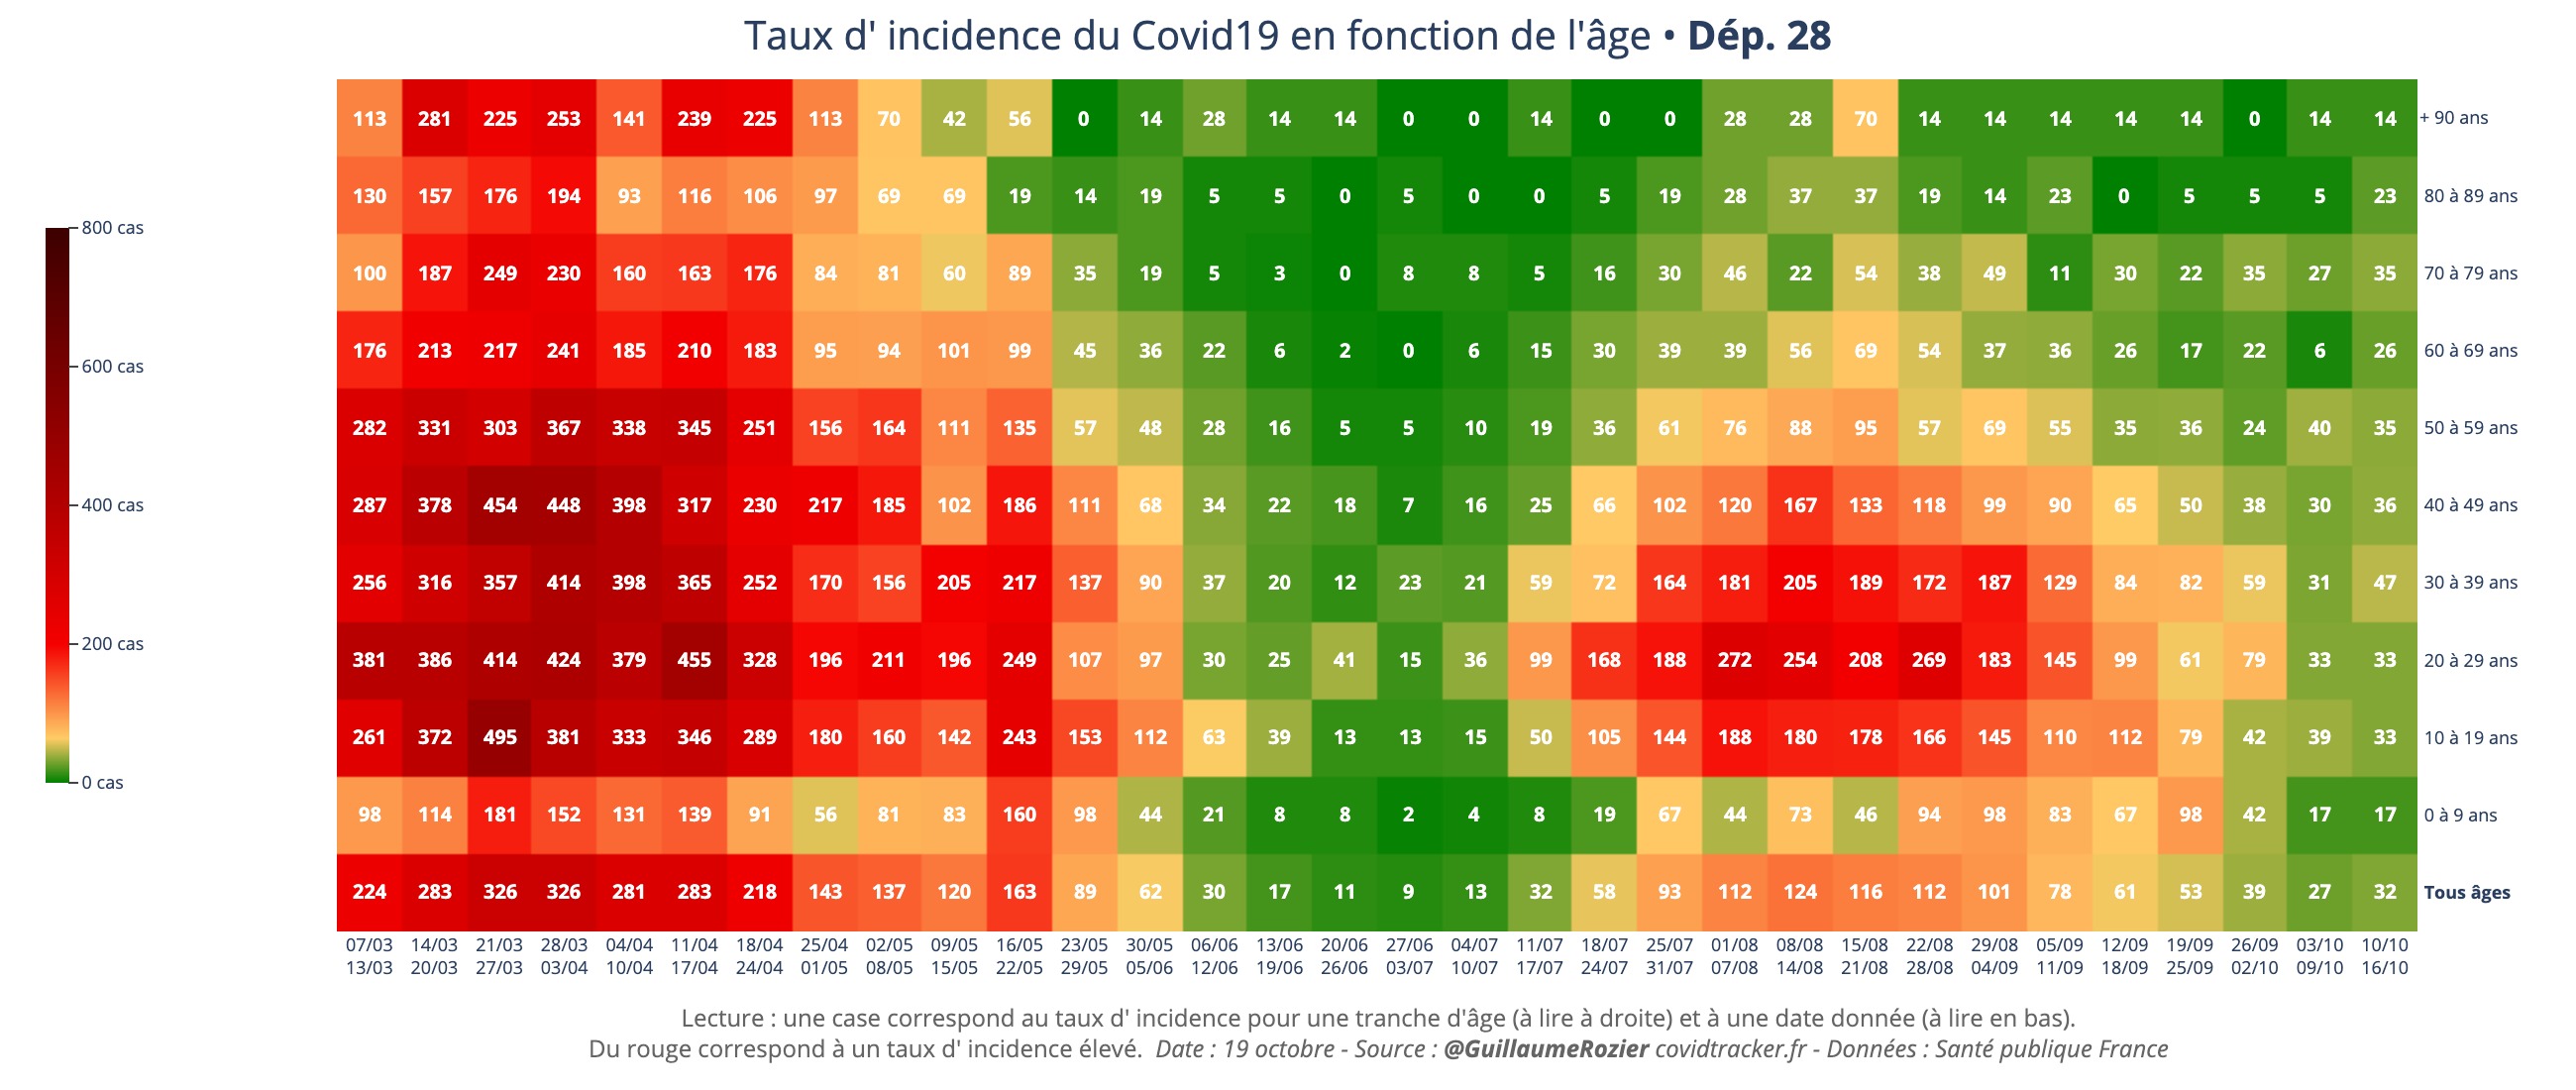 Taux d' incidence du Covid19 en fonction de l'âge • Dép. 28
800 cas
600 cas
400 cas
200 cas
0 cas
113 281 225 253 141 239 225 113 70 42 56 0 14 28 14 14 0 0 14 0 0 28 28 70 14 14 14 14 14 0 14 14 + 90 ans
130 157 176 194 93 116 106 97 69 69 19 14 19 5 5 0 5 0 0 5 19 28 37 37 19 14 23 0 5 5 5 23 80 à 89 ans
100 187 249 230 160 163 176 84 81 60 89 35 19 5 3 0 8 8 5 16 30 46 22 54 38 49 11 30 22 35 27 35 70 à 79 ans
176 213 217 241 185 210 183 95 94 101 99 45 36 22 6 2 0 6 15 30 39 39 56 69 54 37 36 26 17 22 6 26 60 à 69 ans
282 331 303 367 338 345 251 156 164 111 135 57 48 28 16 5 5 10 19 36 61 76 88 95 57 69 55 35 36 24 40 35 50 à 59 ans
287 378 454 448 398 317 230 217 185 102 186 111 68 34 22 18 7 16 25 66 102 120 167 133 118 99 90 65 50 38 30 36 40 à 49 ans
256 316 357 414 398 365 252 170 156 205 217 137 90 37 20 12 23 21 59 72 164 181 205 189 172 187 129 84 82 59 31 47 30 à 39 ans
381 386 414 424 379 455 328 196 211 196 249 107 97 30 25 41 15 36 99 168 188 272 254 208 269 183 145 99 61 79 33 33 20 à 29 ans
261 372 495 381 333 346 289 180 160 142 243 153 112 63 39 13 13 15 50 105 144 188 180 178 166 145 110 112 79 42 39 33 10 à 19 ans
98 114 181 152 131 139 91 56 81 83 160 98 44 21 8 8 2 4 8 19 67 44 73 46 94 98 83 67 98 42 17 17 0 à 9 ans
224 283 326 326 281 283 218 143 137 120 163 89 62 30 17 11 9 13 32 58 93 112 124 116 112 101 78 61 53 39 27 32 Tous âges
07/03 14/03 21/03 28/03 04/04 11/04 18/04 25/04 02/05 09/05 16/05 23/05 30/05 06/06 13/06 20/06 27/06 04/07 11/07 18/07 25/07 01/08 08/08 15/08 22/08 29/08 05/09 12/09 19/09 26/09 03/10 10/10
13/03 20/03 27/03 03/04 10/04 17/04 24/04 01/05 08/05 15/05 22/05 29/05 05/06 12/06 19/06 26/06 03/07 10/07 17/07 24/07 31/07 07/08 14/08 21/08 28/08 04/09 11/09 18/09 25/09 02/10 09/10 16/10
Lecture : une case correspond au taux d' incidence pour une tranche d'âge (à lire à droite) et à une date donnée (à lire en bas).
Du rouge correspond à un taux d' incidence élevé. Date : 19 octobre - Source : @GuillaumeRozier covidtracker.fr - Données : Santé publique France